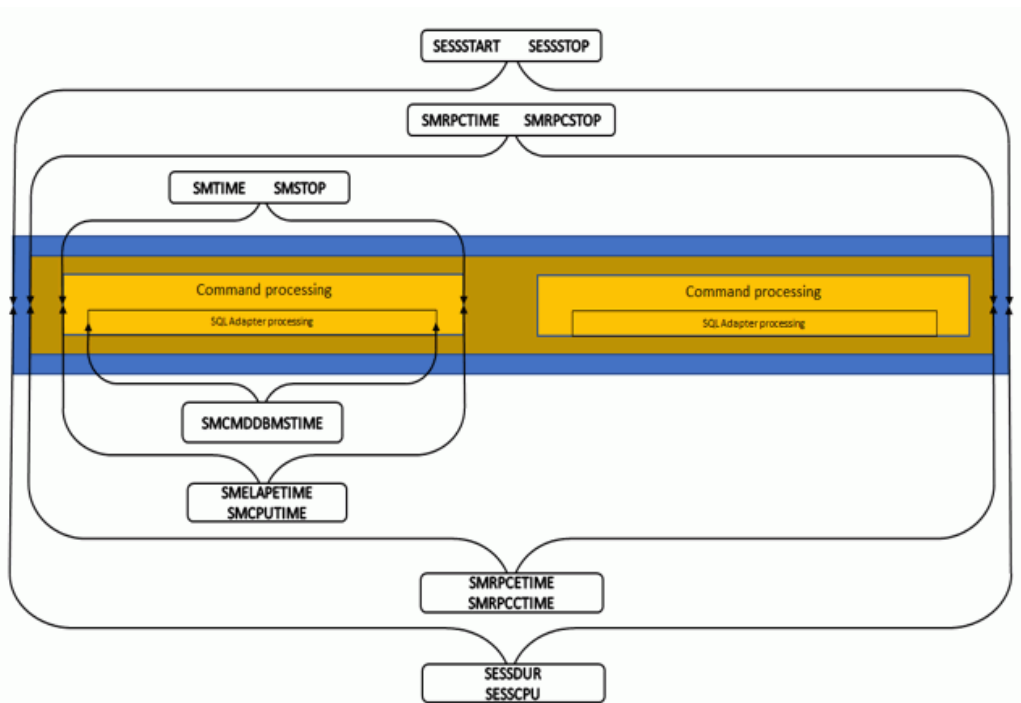 SESSSTART SESSSTOP
SMRPCTIME SMRPCSTOP
SMTIME SMSTOP
Command processing
Command processing
SQL Adapter processing
SQL Adapter processing
SMCMDDBMSTIME
SMELAPETIME
SMCPUTIME
SMRPCETIME
SMRPCCTIME
SESSDUR
SESSCPU